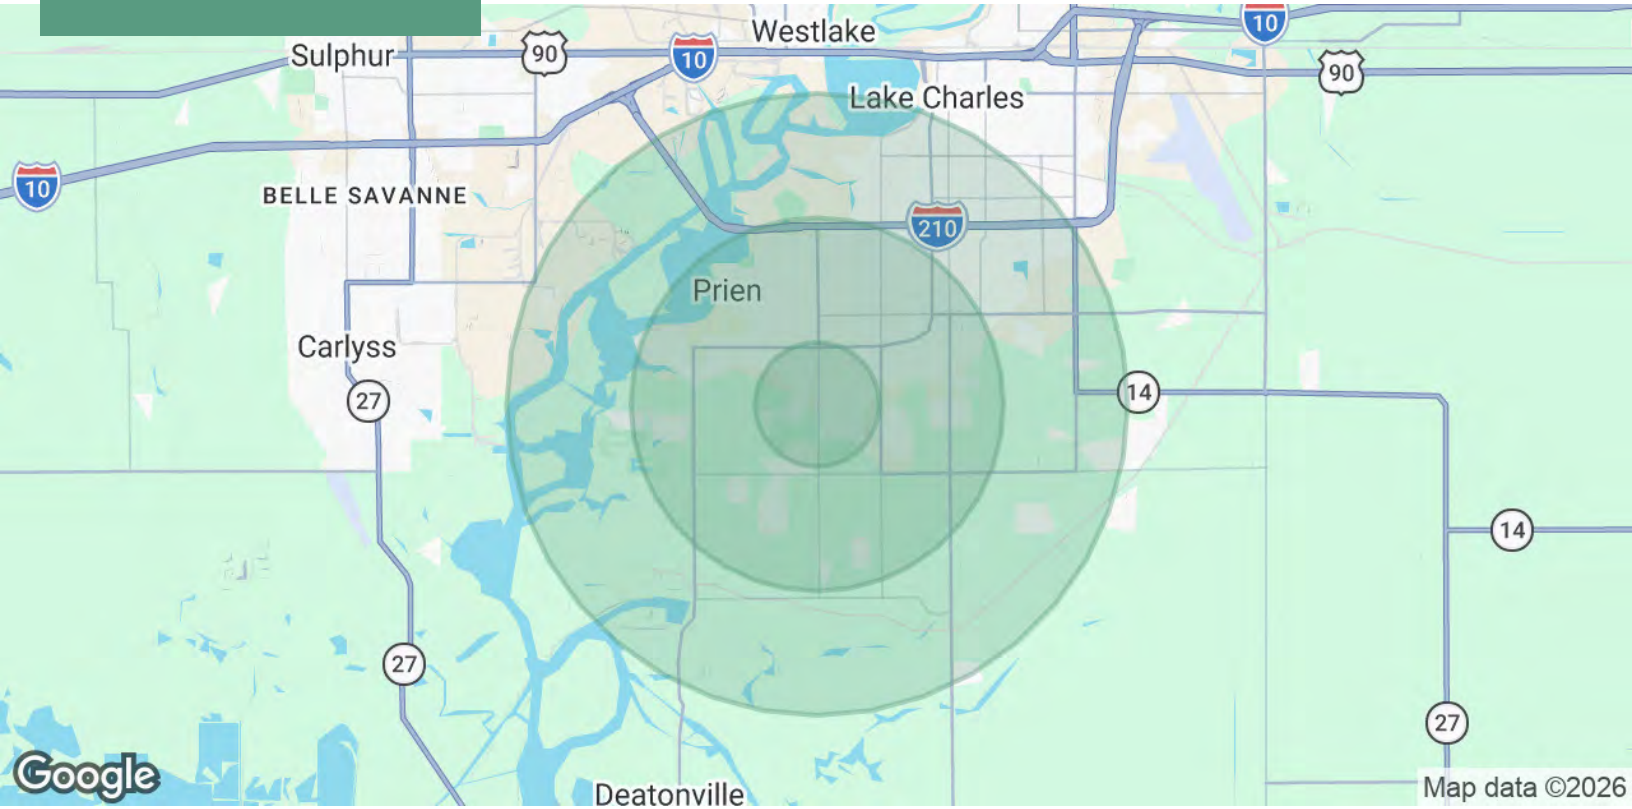 10
Westlake
Sulphur
90
10
90
Lake Charles
10
BELLE SAVANNE
210
Prien
Carlyss
27
14
14
27
27
Google
Deatonville
Map data ©2026